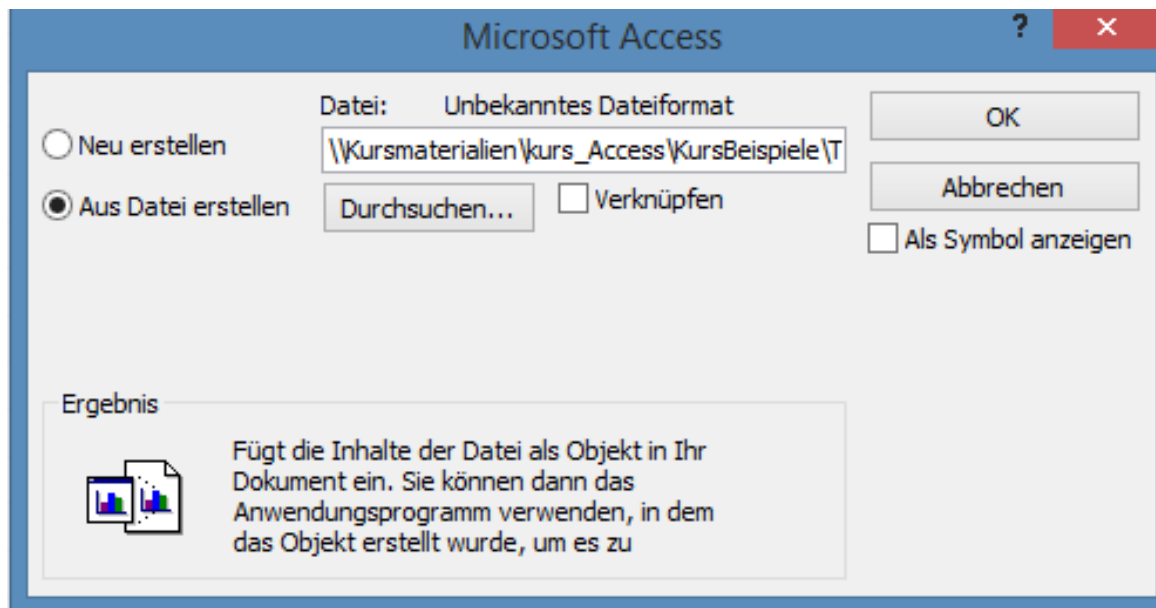 Microsoft Access
?
Datei: Unbekanntes Dateiformat
OK
Neu erstellen
\\Kursmaterialien\kurs_Access\KursBeispiele\T
Abbrechen
Aus Datei erstellen
Durchsuchen...
Verknüpfen
Als Symbol anzeigen
Ergebnis
Fügt die Inhalte der Datei als Objekt in Ihr
Dokument ein. Sie können dann das
Anwendungsprogramm verwenden, in dem
das Objekt erstellt wurde, um es zu